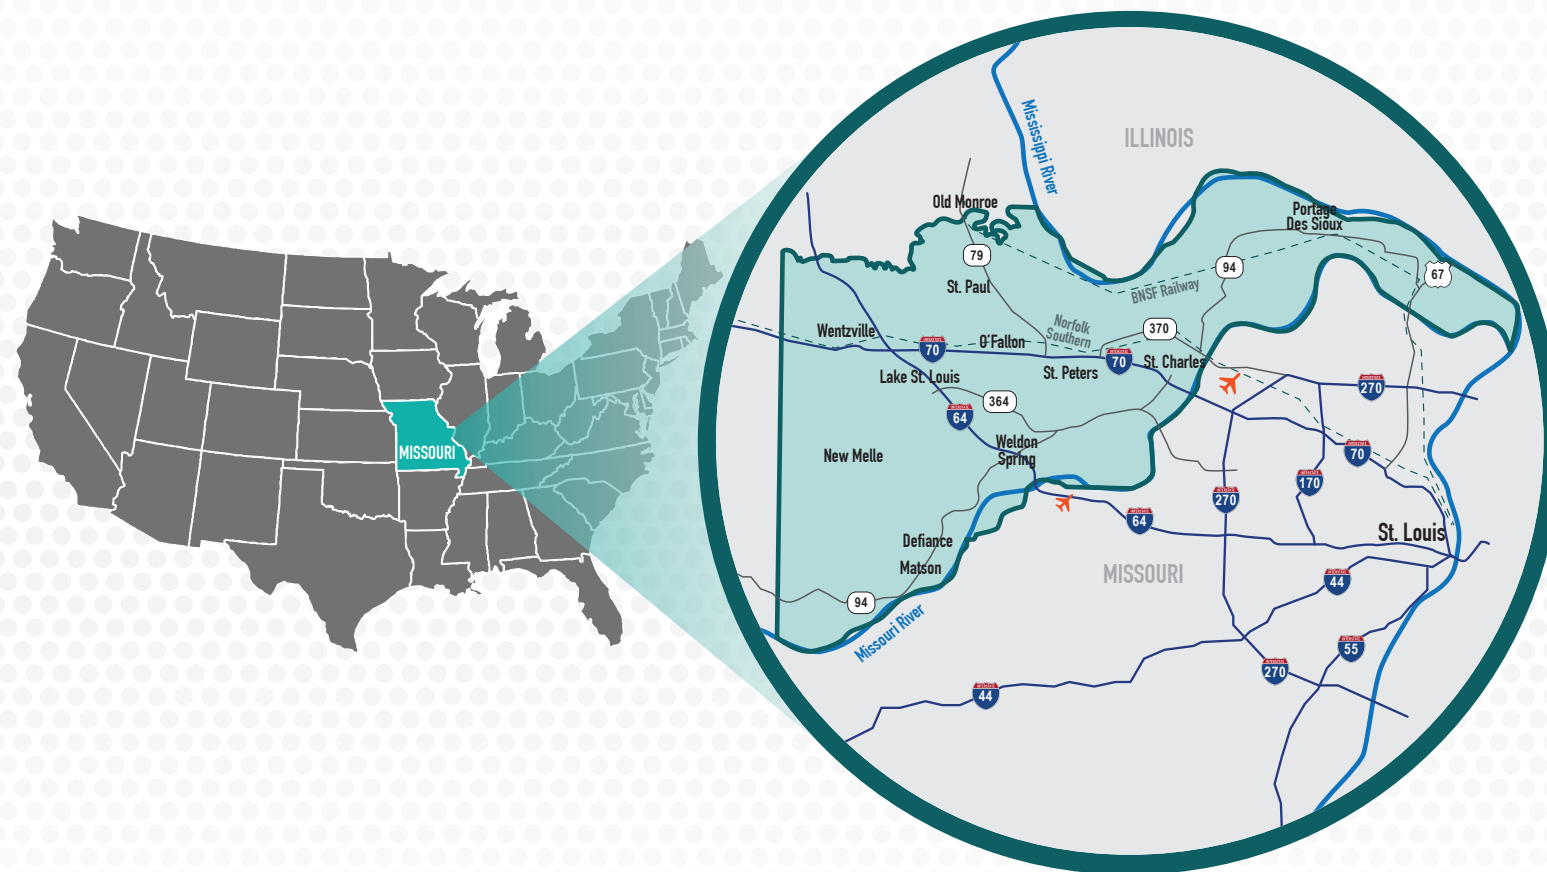 MISSOURI
ILLINOIS
Mississippi River
Old Monroe
Portage
Des Sioux
79
94
67
St. Paul
BNSF Railway
Wentzville
O'Fallon
Norfolk
Southern
370
70
70
St. Charles
Lake St. Louis
St. Peters
270
364
64
Weldon
Spring
New Melle
70
170
270
64
St. Louis
Defiance
Matson
MISSOURI
44
94
Missouri River
55
270
44